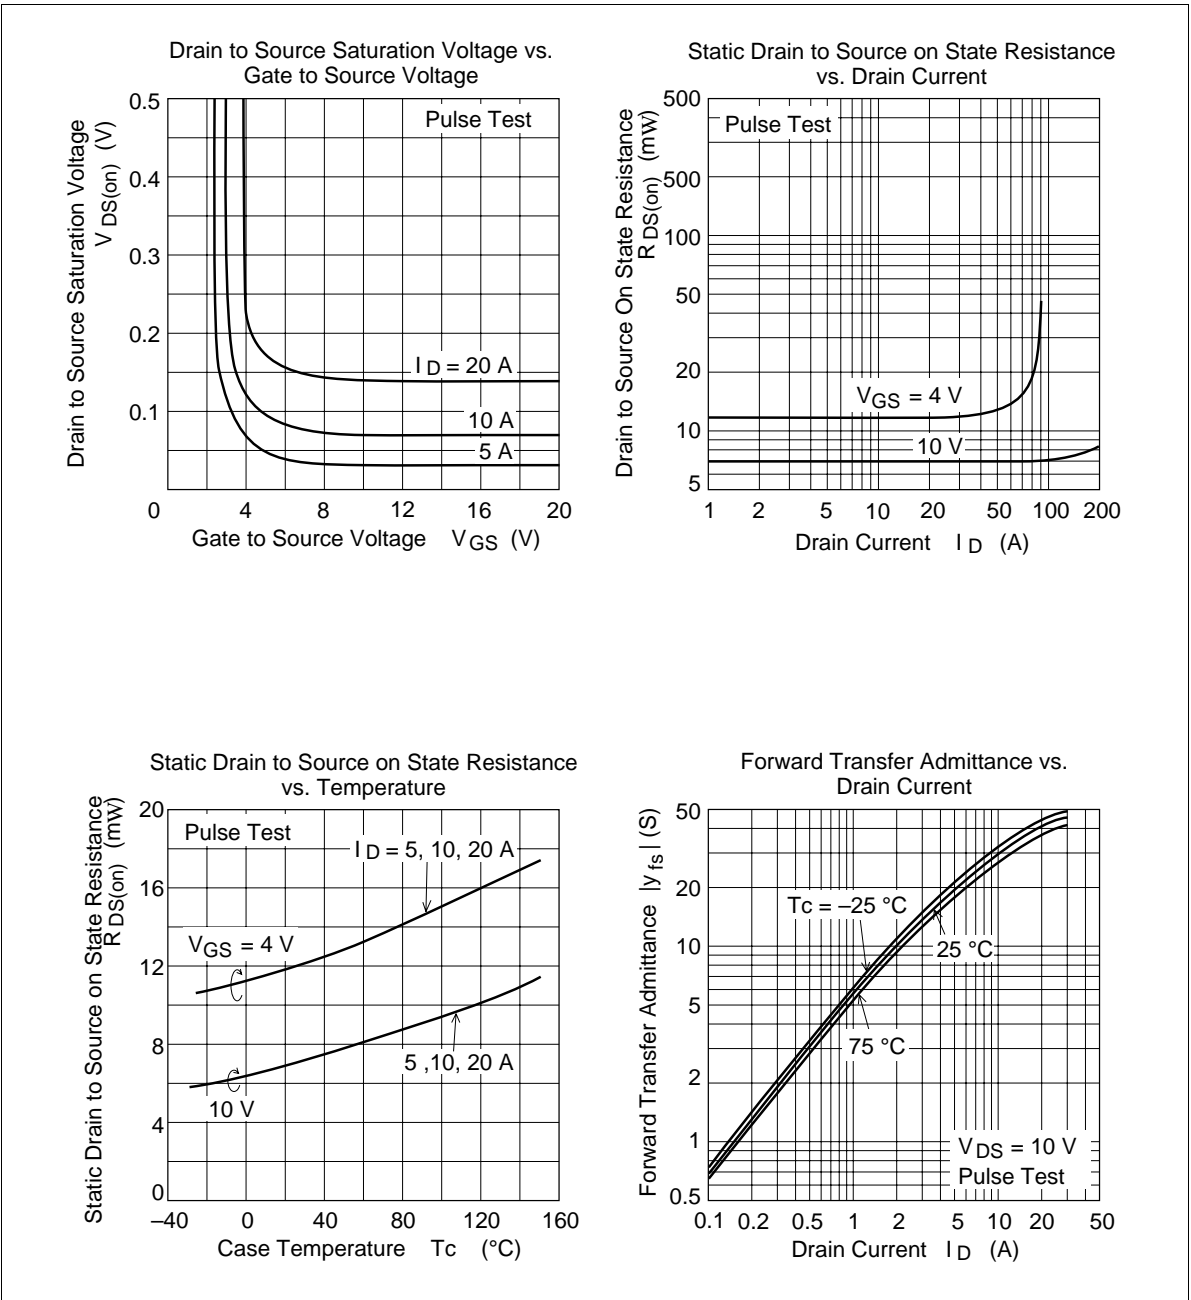 Drain to Source Saturation Voltage vs.
Gate to Source Voltage
0.5
0.4
0.3
0.2
0.1
0
4
8
12
16
20
Drain to Source Saturation Voltage
V DS(on) (V)
Pulse Test
I D = 20 A
10 A
5 A
Gate to Source Voltage V GS (V)
Static Drain to Source on State Resistance
vs. Drain Current
500
500
100
50
20
10
5
1 2 5 10 20 50 100 200
Drain to Source On State Resistance
R DS(on) (mW)
Pulse Test
VGS = 4 V
10 V
Drain Current I D (A)
Static Drain to Source on State Resistance
vs. Temperature
20
16
12
8
4
0
–40 0 40 80 120 160
Static Drain to Source on State Resistance
R DS(on) (mW)
Pulse Test
I D = 5, 10, 20 A
VGS = 4 V
5 ,10, 20 A
10 V
Case Temperature Tc (°C)
Forward Transfer Admittance vs.
Drain Current
50
20
10
5
2
1
0.5
0.1 0.2 0.5 1 2 5 10 20 50
Forward Transfer Admittance |y fs | (S)
Tc = –25 °C
25 °C
75 °C
V DS = 10 V
Pulse Test
Drain Current I D (A)